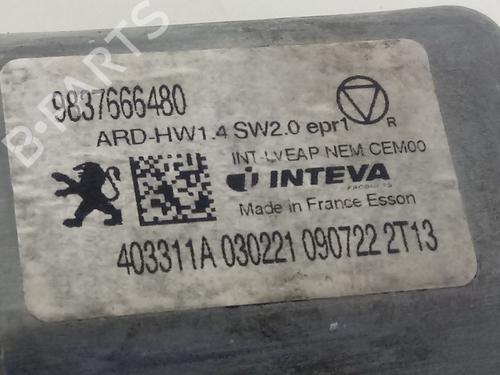 9837666480
ARD-HW1.4 SW2.0 epr1
R
INT-LVEAP NEM CEM00
INTEVA
PRODUCTS
Made in France Esson
403311A 030221 090722 2T13
B-PARTS